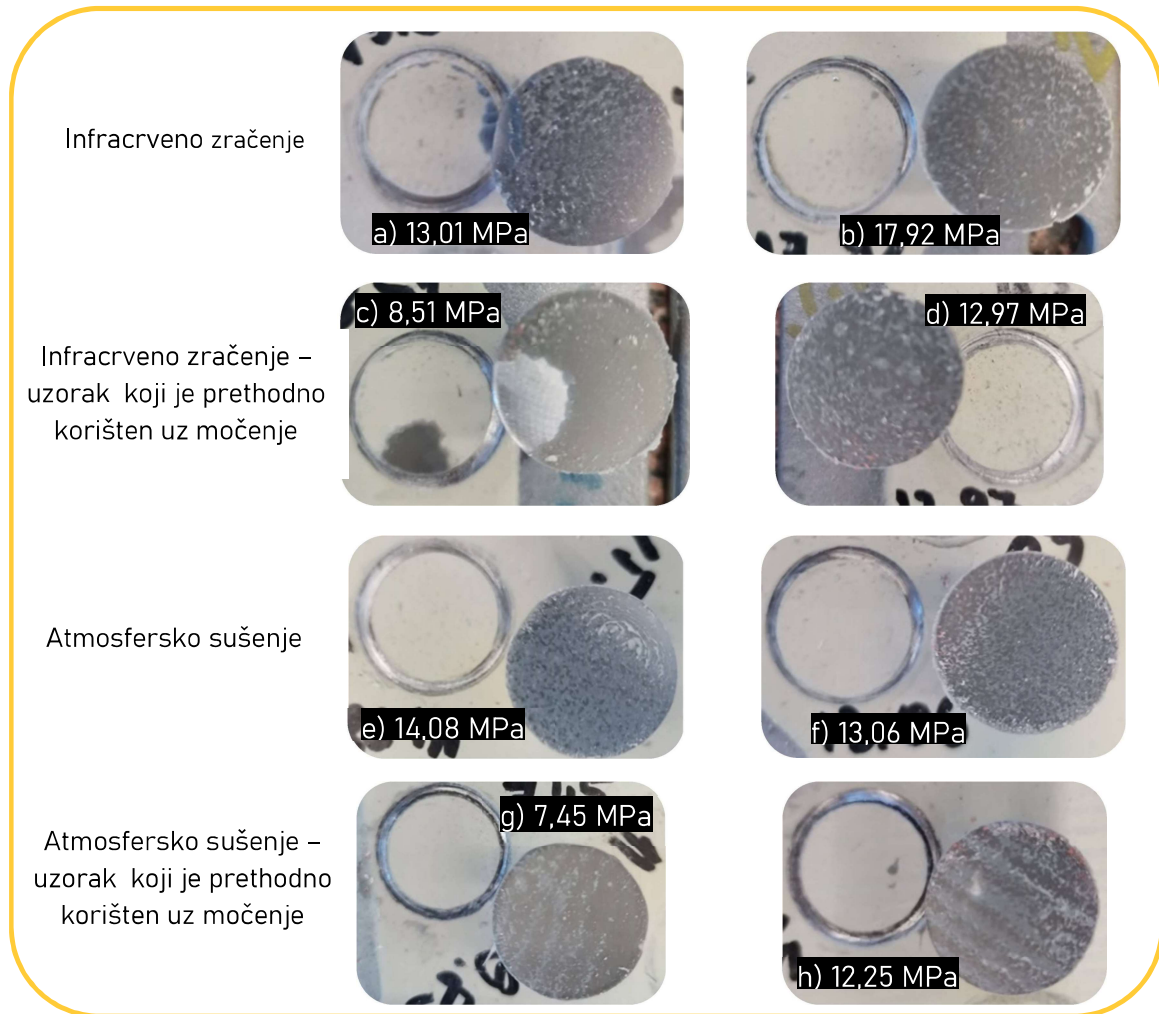 Infracrveno zračenje
a) 13,01 MPa
b) 17,92 MPa
Infracrveno zračenje –
uzorak koji je prethodno
korišten uz močenje
c) 8,51 MPa
d) 12,97 MPa
Atmosfersko sušenje
e) 14,08 MPa
f) 13,06 MPa
Atmosfersko sušenje –
uzorak koji je prethodno
korišten uz močenje
g) 7,45 MPa
h) 12,25 MPa